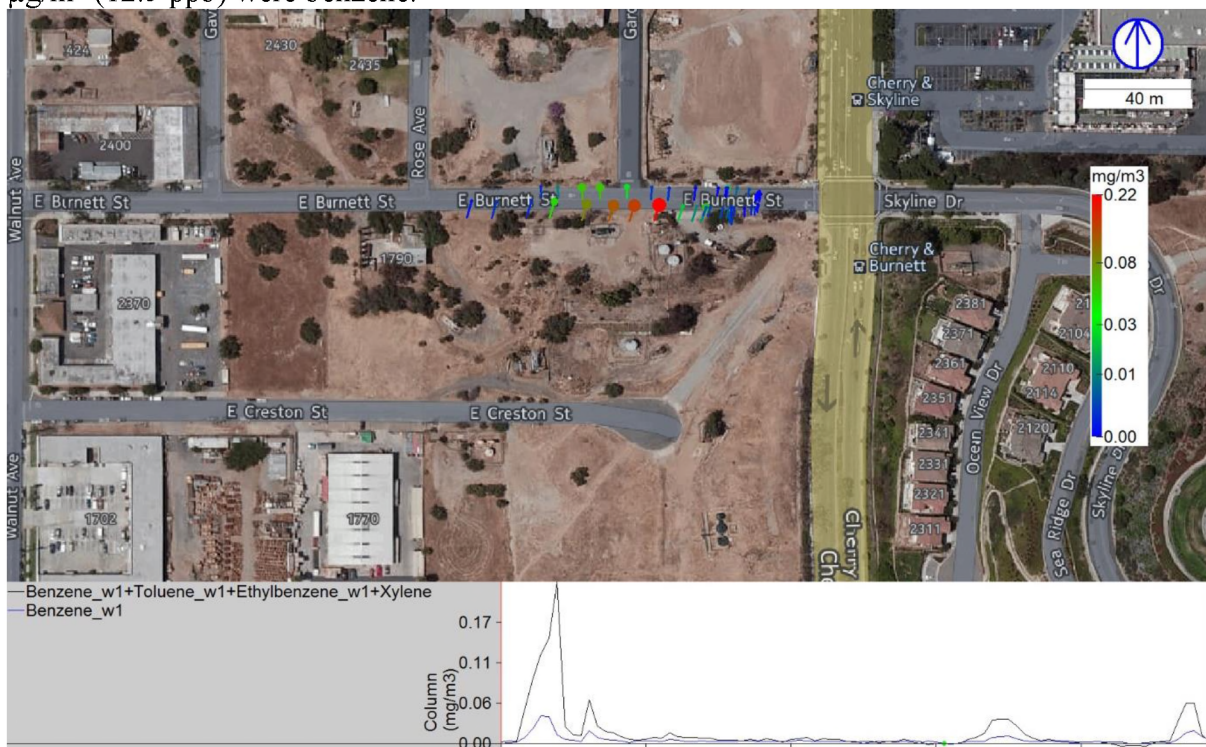 µg/m³ (12.9 ppb) were benzene.
424
2430
2435
Gard
Cherry &
Skyline
40 m
2400
Rose Ave
Walnut Ave
mg/m3
0.22
0.08
0.03
0.01
0.00
E Burnett St
E Burnett St
E Burnett St
E Burnett St
Skyline Dr
Cherry &
Burnett
1790
2370
2381
2371
2361
2351
2341
2331
2321
2311
2104
2110
2114
2120
Dr
Ocean View Dr
Sea Ridge Dr
Skyline Dr
E Creston St
E Creston St
Walnut Ave
1702
1770
Cherry
Che
Benzene_w1+Toluene_w1+Ethylbenzene_w1+Xylene
Benzene_w1
Column
(mg/m3)
0.17
0.11
0.06
0.00